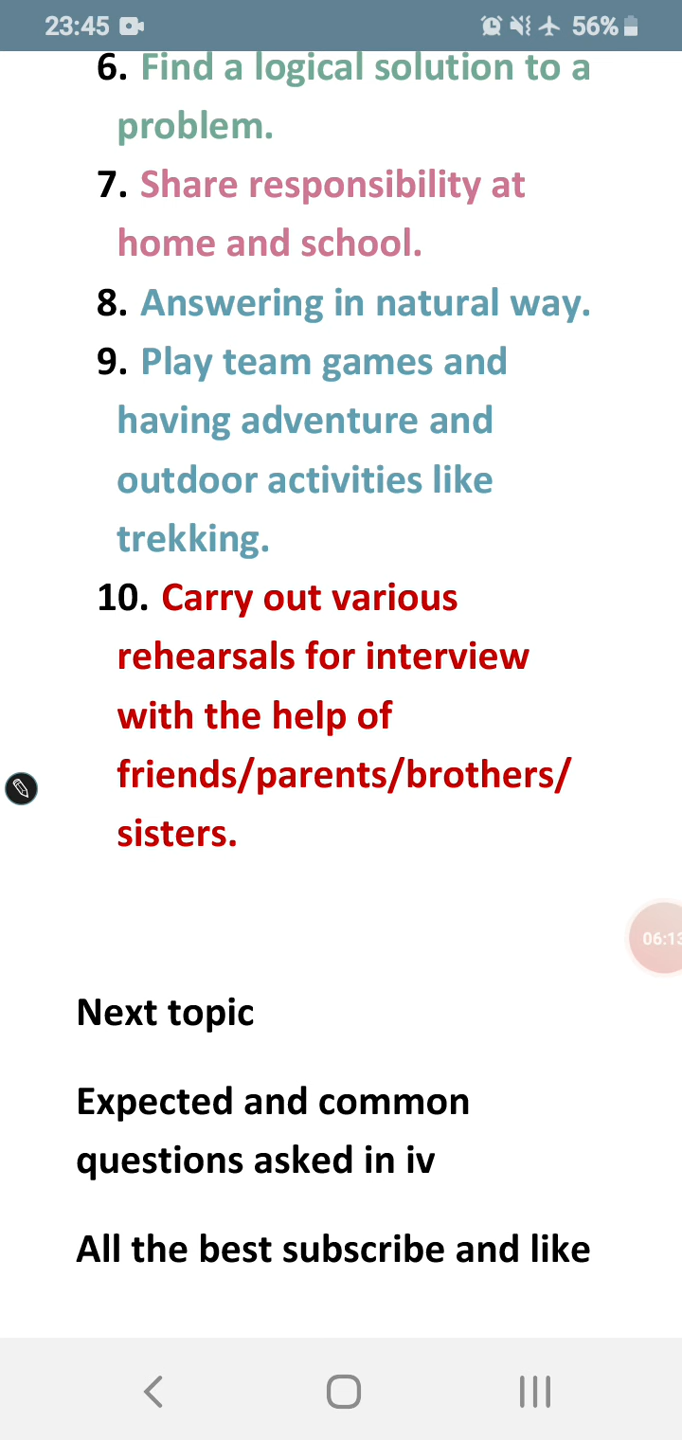 23:45 56%
6. Find a logical solution to a
problem.
7. Share responsibility at
home and school.
8. Answering in natural way.
9. Play team games and
having adventure and
outdoor activities like
trekking.
10. Carry out various
rehearsals for interview
with the help of
friends/parents/brothers/
sisters.
06:13
Next topic
Expected and common
questions asked in iv
All the best subscribe and like